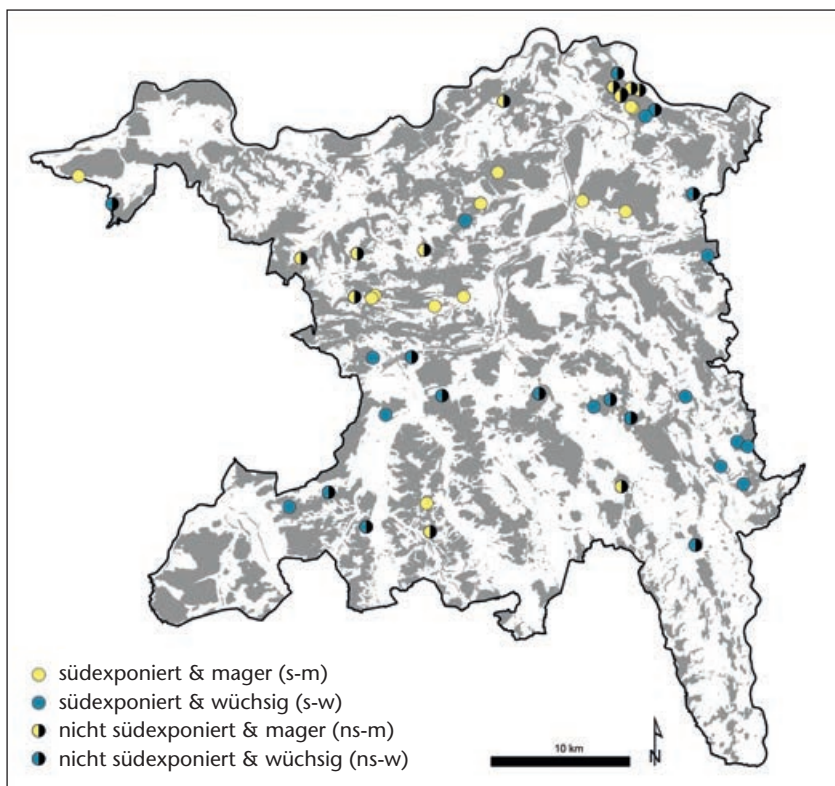 südexponiert & mager (s-m)
südexponiert & wüchsig (s-w)
nicht südexponiert & mager (ns-m)
nicht südexponiert & wüchsig (ns-w)
10 km
N